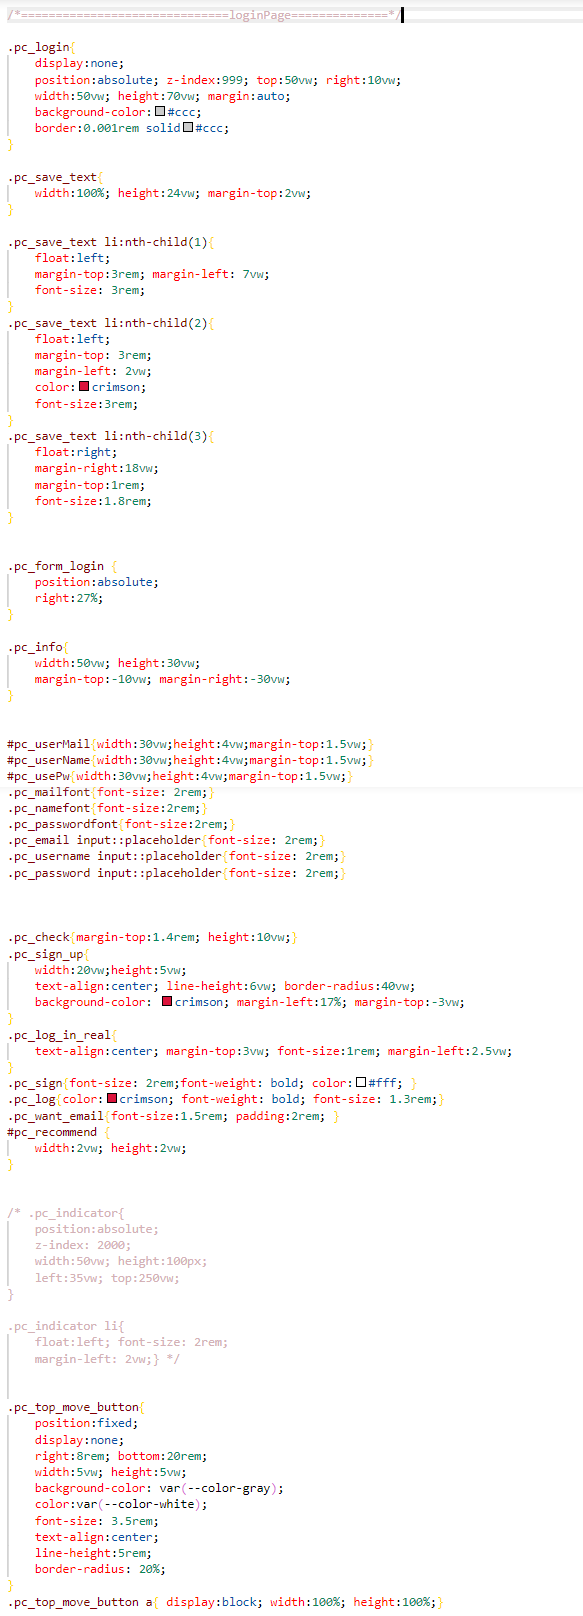 /*==============================loginPage==============*/
.pc_login{
display:none;
position:absolute; z-index:999; top:50vw; right:10vw;
width:50vw; height:70vw; margin:auto;
background-color:#ccc;
border:0.001rem solid#ccc;
}
.pc_save_text{
width:100%; height:24vw; margin-top:2vw;
}
.pc_save_text li:nth-child(1){
float:left;
margin-top:3rem; margin-left: 7vw;
font-size: 3rem;
}
.pc_save_text li:nth-child(2){
float:left;
margin-top: 3rem;
margin-left: 2vw;
color:crimson;
font-size:3rem;
}
.pc_save_text li:nth-child(3){
float:right;
margin-right:18vw;
margin-top:1rem;
font-size:1.8rem;
}
.pc_form_login {
position:absolute;
right:27%;
}
.pc_info{
width:50vw; height:30vw;
margin-top:-10vw; margin-right:-30vw;
}
#pc_userMail{width:30vw;height:4vw;margin-top:1.5vw;}
#pc_userName{width:30vw;height:4vw;margin-top:1.5vw;}
#pc_usePw{width:30vw;height:4vw;margin-top:1.5vw;}
.pc_mailfont{font-size: 2rem;}
.pc_namefont{font-size:2rem;}
.pc_passwordfont{font-size:2rem;}
.pc_email input::placeholder{font-size: 2rem;}
.pc_username input::placeholder{font-size: 2rem;}
.pc_password input::placeholder{font-size: 2rem;}
.pc_check{margin-top:1.4rem; height:10vw;}
.pc_sign_up{
width:20vw;height:5vw;
text-align:center; line-height:6vw; border-radius:40vw;
background-color: crimson; margin-left:17%; margin-top:-3vw;
}
.pc_log_in_real{
text-align:center; margin-top:3vw; font-size:1rem; margin-left:2.5vw;
}
.pc_sign{font-size: 2rem;font-weight: bold; color:#fff; }
.pc_log{color:crimson; font-weight: bold; font-size: 1.3rem;}
.pc_want_email{font-size:1.5rem; padding:2rem; }
#pc_recommend {
width:2vw; height:2vw;
}
/* .pc_indicator{
position:absolute;
z-index: 2000;
width:50vw; height:100px;
left:35vw; top:250vw;
}
.pc_indicator li{
float:left; font-size: 2rem;
margin-left: 2vw;} */
.pc_top_move_button{
position:fixed;
display:none;
right:8rem; bottom:20rem;
width:5vw; height:5vw;
background-color: var(--color-gray);
color:var(--color-white);
font-size: 3.5rem;
text-align:center;
line-height:5rem;
border-radius: 20%;
}
.pc_top_move_button a{ display:block; width:100%; height:100%;}